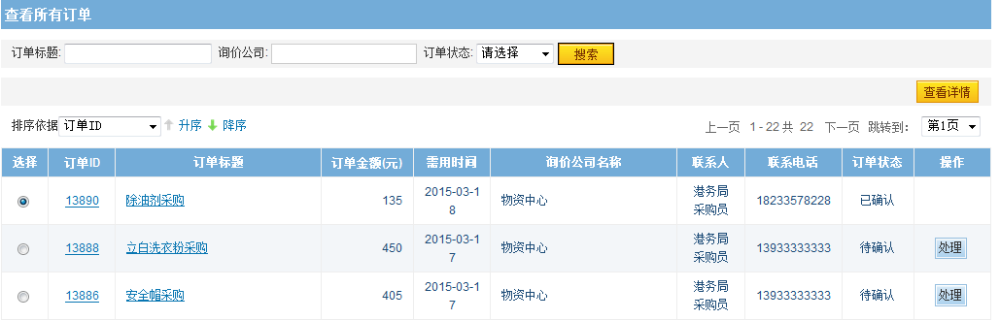 查看所有订单
订单标题: 询价公司: 订单状态: 请选择 搜索
查看详情
排序依据 订单ID 升序 降序 上一页 1 - 22 共 22 下一页 跳转到： 第1页
选择 订单ID 订单标题 订单金额(元) 需用时间 询价公司名称 联系人 联系电话 订单状态 操作
13890 除油剂采购 135 2015-03-1 物资中心 港务局 18233578228 已确认
8 采购员
13888 立白洗衣粉采购 450 2015-03-1 物资中心 港务局 13933333333 待确认 处理
7 采购员
13886 安全帽采购 405 2015-03-1 物资中心 港务局 13933333333 待确认 处理
7 采购员